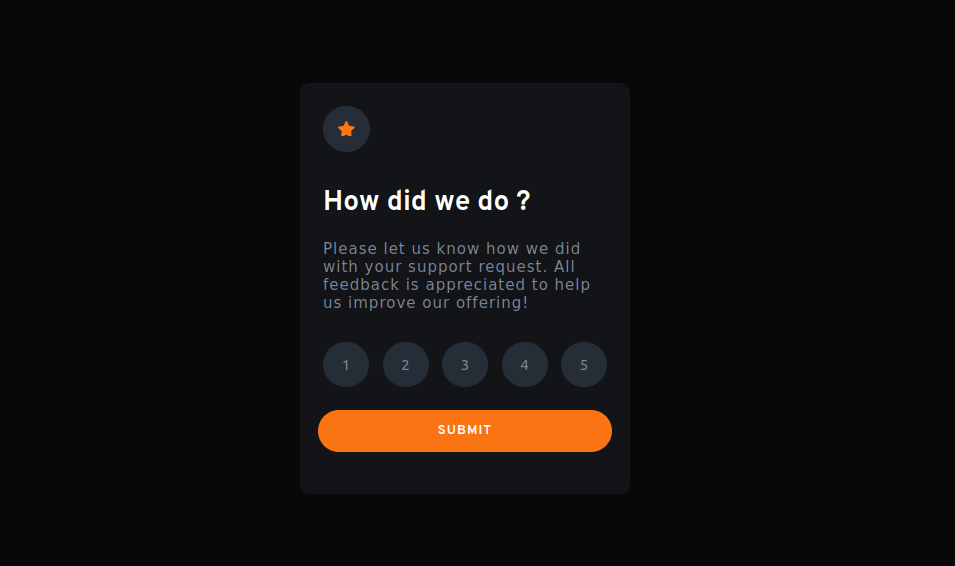 How did we do ?
Please let us know how we did
with your support request. All
feedback is appreciated to help
us improve our offering!
1 2 3 4 5
SUBMIT